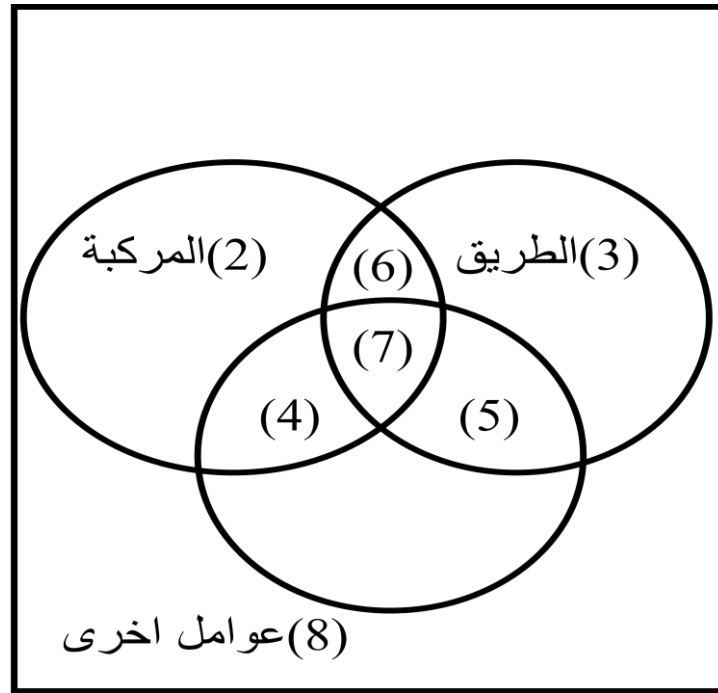 (2)المركبة
(6)
(3)الطريق
(7)
(4)
(5)
(8)عوامل اخرى